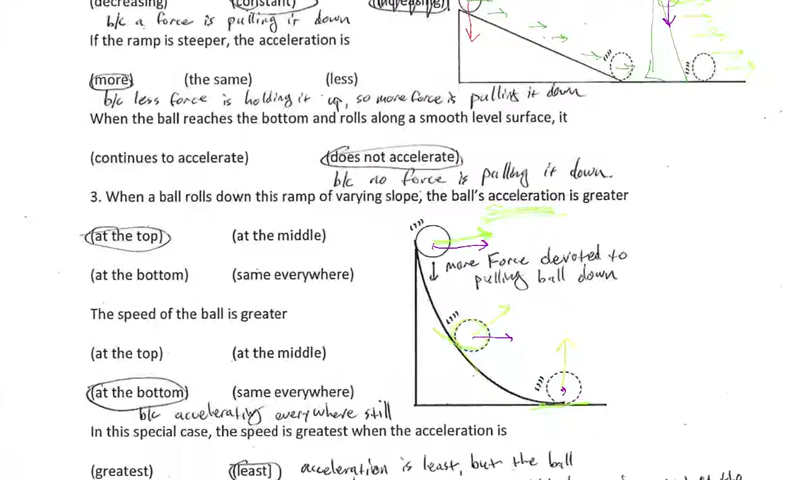 (decreasing) (constant) (increasing)
b/c a force is pulling it down
If the ramp is steeper, the acceleration is
(more) (the same) (less)
b/c less force is holding it up, so more force is pulling it down
When the ball reaches the bottom and rolls along a smooth level surface, it
(continues to accelerate) (does not accelerate)
b/c no force is pulling it down.
3. When a ball rolls down this ramp of varying slope, the ball's acceleration is greater
(at the top) (at the middle)
more Force devoted to
pulling ball down
(at the bottom) (same everywhere)
The speed of the ball is greater
(at the top) (at the middle)
(at the bottom) (same everywhere)
b/c accelerating everywhere still
In this special case, the speed is greatest when the acceleration is
(greatest) (least) acceleration is least, but the ball